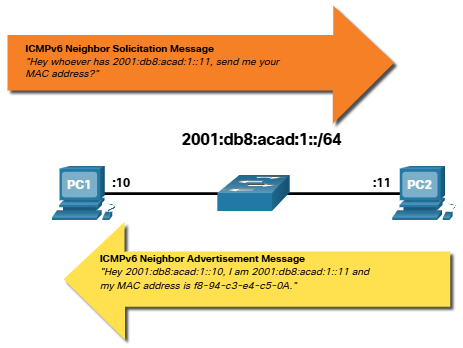 ICMPv6 Neighbor Solicitation Message
"Hey whoever has 2001:db8:acad:1::11, send me your
MAC address?"
2001:db8:acad:1::/64
PC1
:10
:11
PC2
ICMPv6 Neighbor Advertisement Message
"Hey 2001:db8:acad:1::10, I am 2001:db8:acad:1::11 and
my MAC address is f8-94-c3-e4-c5-0A."